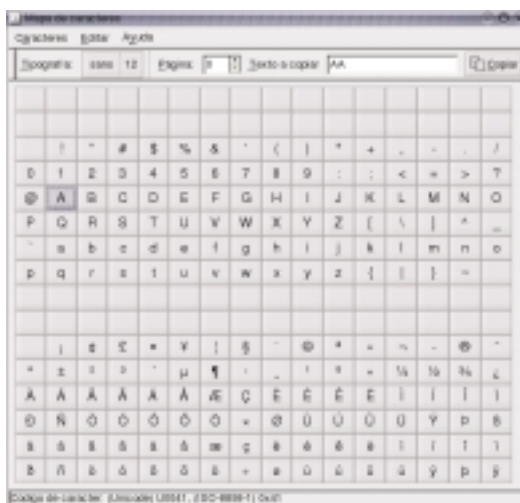 Mapa de caracteres
Caracteres Editar Ayuda
Tipografía: sans 12 Página: 0 Texto a copiar AA Copiar
! " # $ % & ' ( ) * + , - . /
0 1 2 3 4 5 6 7 8 9 : ; < = > ?
@ A B C D E F G H I J K L M N O
P Q R S T U V W X Y Z [ \ ] ^ _
` a b c d e f g h i j k l m n o
p q r s t u v w x y z { | } ~
¡ ¢ £ ¤ ¥ ¦ § ¨ © ª « ¬ - ® ¯
° ± ² ³ ´ µ ¶ · ¸ ¹ º » ¼ ½ ¾ ¿
À Á Â Ã Ä Å Æ Ç È É Ê Ë Ì Í Î Ï
Ð Ñ Ò Ó Ô Õ Ö × Ø Ù Ú Û Ü Ý Þ ß
à á â ã ä å æ ç è é ê ë ì í î ï
ð ñ ò ó ô õ ö ÷ ø ù ú û ü ý þ ÿ
Código de carácter: (Unicode) U0041, (ISO-8859-1) 0x41